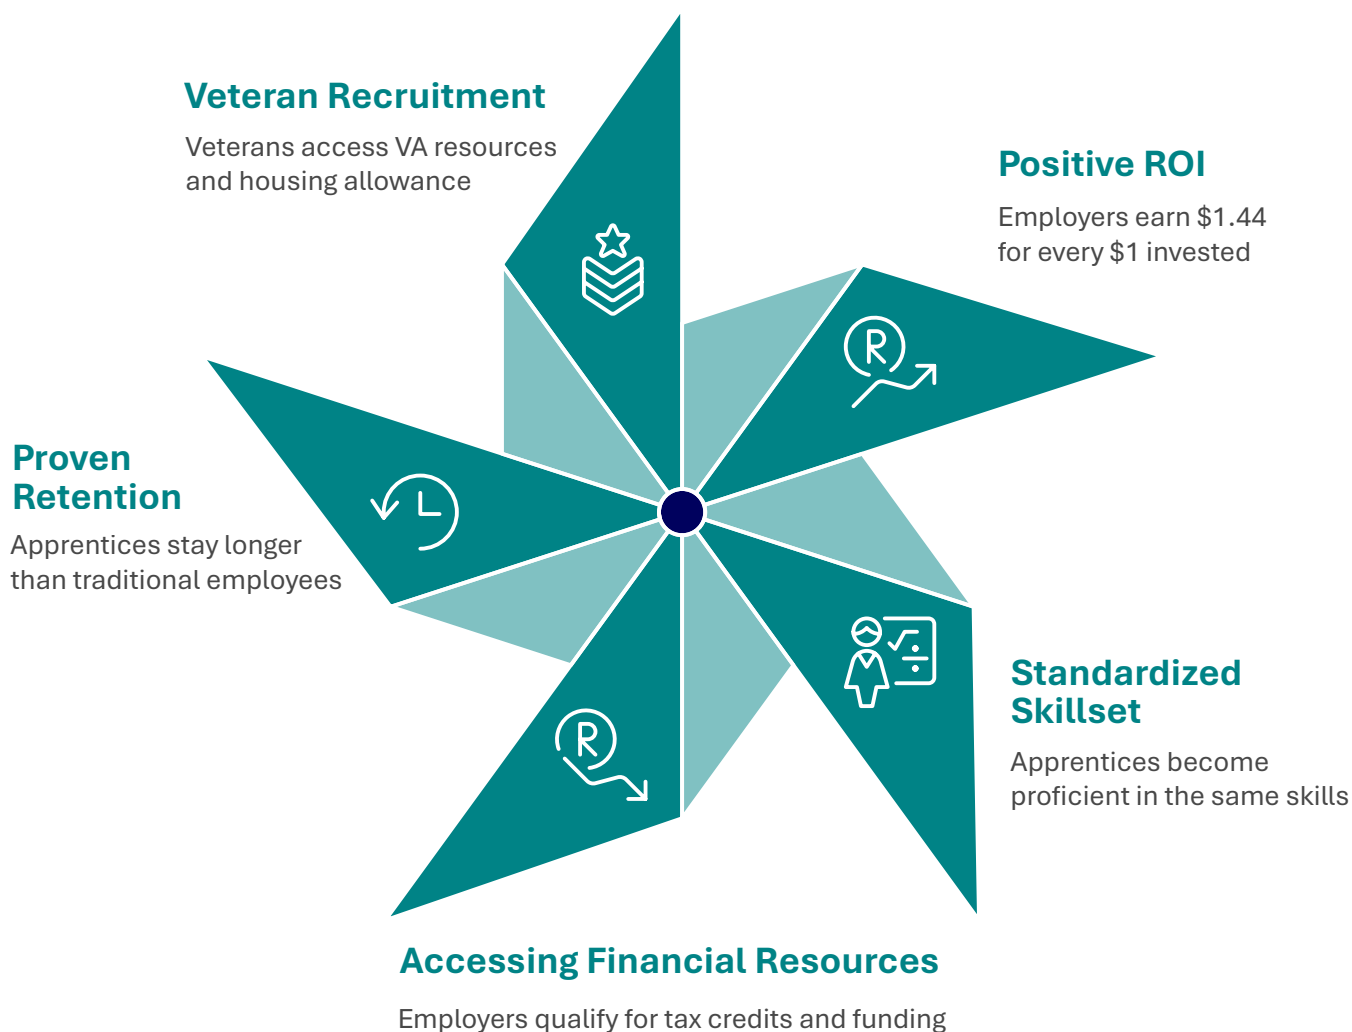 Veteran Recruitment
Veterans access VA resources
and housing allowance
Positive ROI
Employers earn $1.44
for every $1 invested
R
Proven
Retention
Apprentices stay longer
than traditional employees
Standardized
Skillset
Apprentices become
proficient in the same skills
R
Accessing Financial Resources
Employers qualify for tax credits and funding